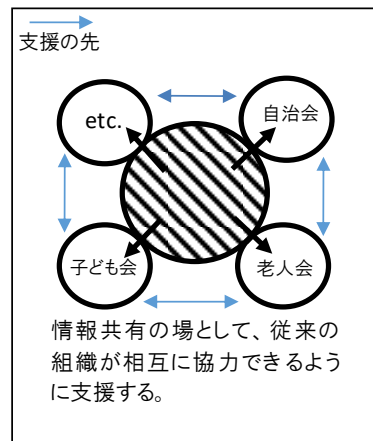 支援の先
etc.
自治会
子ども会
老人会
情報共有の場として、従来の
組織が相互に協力できるよう
に支援する。